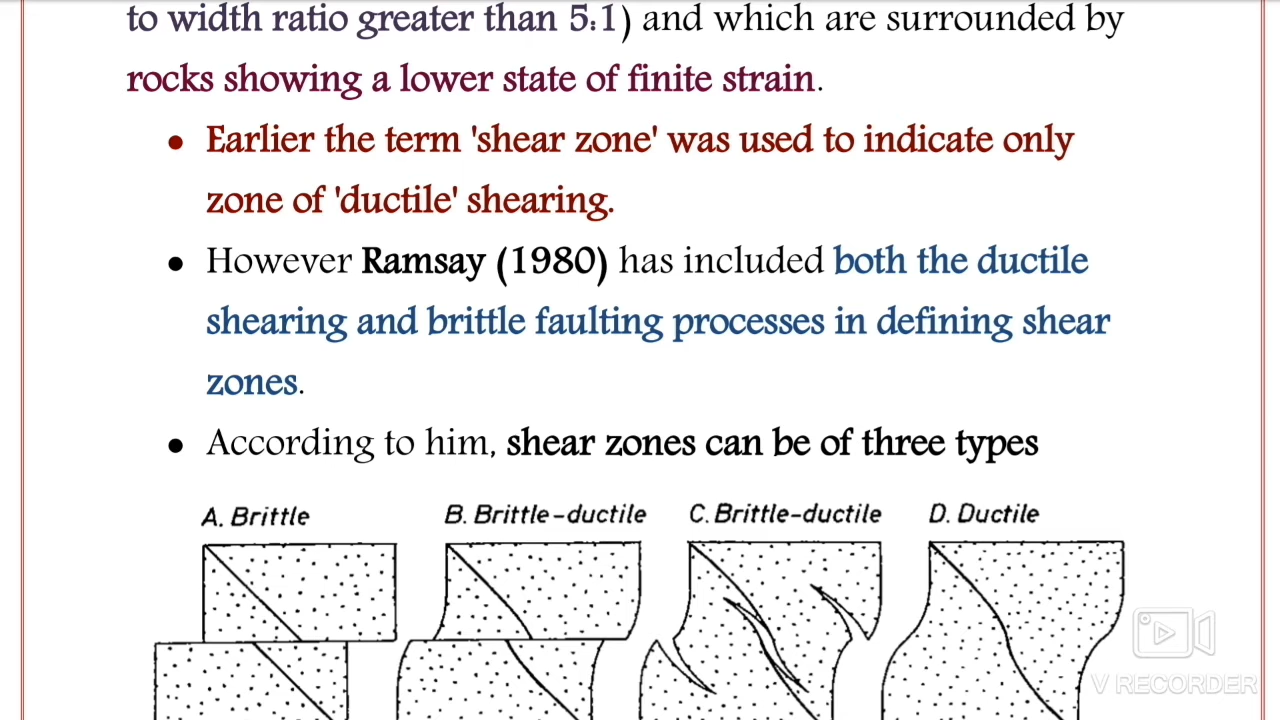 to width ratio greater than 5:1) and which are surrounded by
rocks showing a lower state of finite strain.
• Earlier the term 'shear zone' was used to indicate only
zone of 'ductile' shearing.
• However Ramsay (1980) has included both the ductile
shearing and brittle faulting processes in defining shear
zones.
• According to him, shear zones can be of three types
A. Brittle B. Brittle-ductile C. Brittle-ductile D. Ductile
V RECORDER